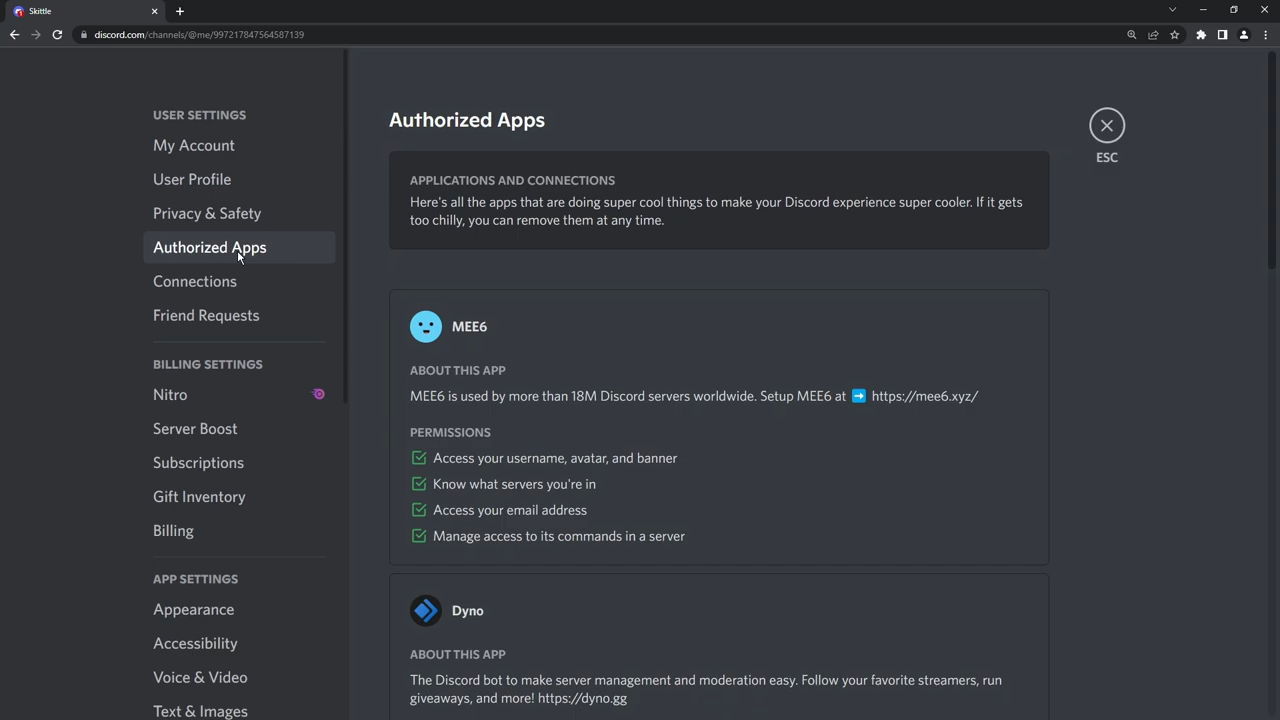 Skittle
discord.com/channels/@me/997217847564587139
USER SETTINGS
My Account
User Profile
Privacy & Safety
Authorized Apps
Connections
Friend Requests
BILLING SETTINGS
Nitro
Server Boost
Subscriptions
Gift Inventory
Billing
APP SETTINGS
Appearance
Accessibility
Voice & Video
Text & Images
Authorized Apps
ESC
APPLICATIONS AND CONNECTIONS
Here's all the apps that are doing super cool things to make your Discord experience super cooler. If it gets
too chilly, you can remove them at any time.
MEE6
ABOUT THIS APP
MEE6 is used by more than 18M Discord servers worldwide. Setup MEE6 at ➡ https://mee6.xyz/
PERMISSIONS
Access your username, avatar, and banner
Know what servers you're in
Access your email address
Manage access to its commands in a server
Dyno
ABOUT THIS APP
The Discord bot to make server management and moderation easy. Follow your favorite streamers, run
giveaways, and more! https://dyno.gg